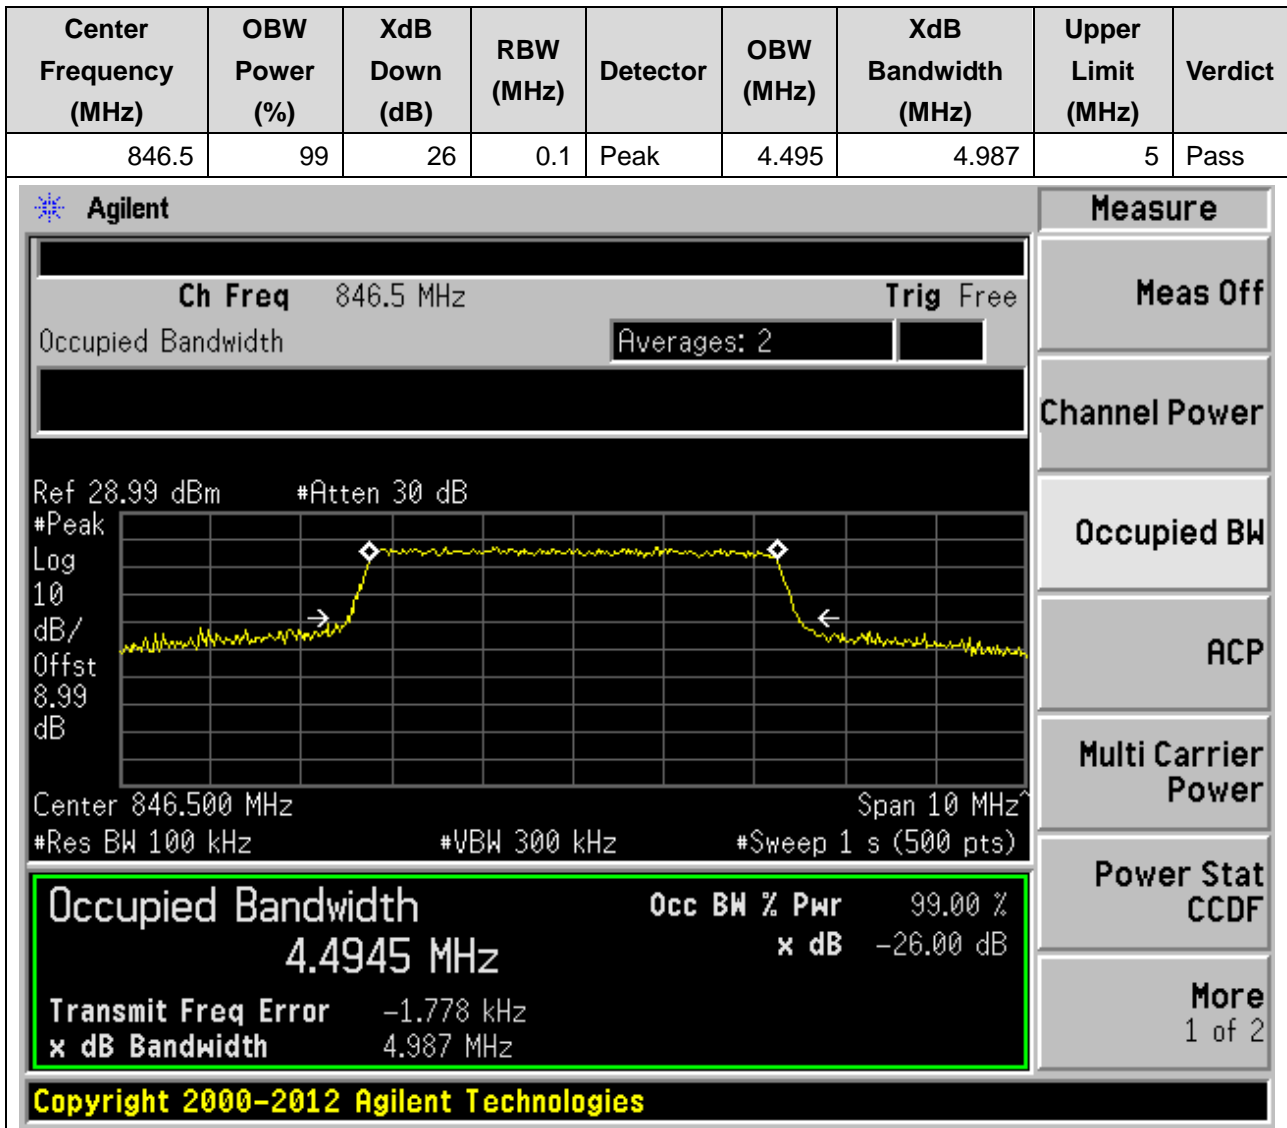 Center Frequency (MHz) OBW Power (%) XdB Down (dB) RBW (MHz) Detector OBW (MHz) XdB Bandwidth (MHz) Upper Limit (MHz) Verdict
846.5 99 26 0.1 Peak 4.495 4.987 5 Pass
Agilent
Measure
Ch Freq 846.5 MHz Trig Free
Occupied Bandwidth Averages: 2
Meas Off
Channel Power
Occupied BW
ACP
Multi Carrier
Power
Power Stat
CCDF
More
1 of 2
Ref 28.99 dBm #Atten 30 dB
#Peak
Log
10
dB/
Offst
8.99
dB
Center 846.500 MHz Span 10 MHz^
#Res BW 100 kHz #VBW 300 kHz #Sweep 1 s (500 pts)
Occupied Bandwidth Occ BW % Pwr 99.00 %
4.4945 MHz x dB -26.00 dB
Transmit Freq Error -1.778 kHz
x dB Bandwidth 4.987 MHz
Copyright 2000-2012 Agilent Technologies